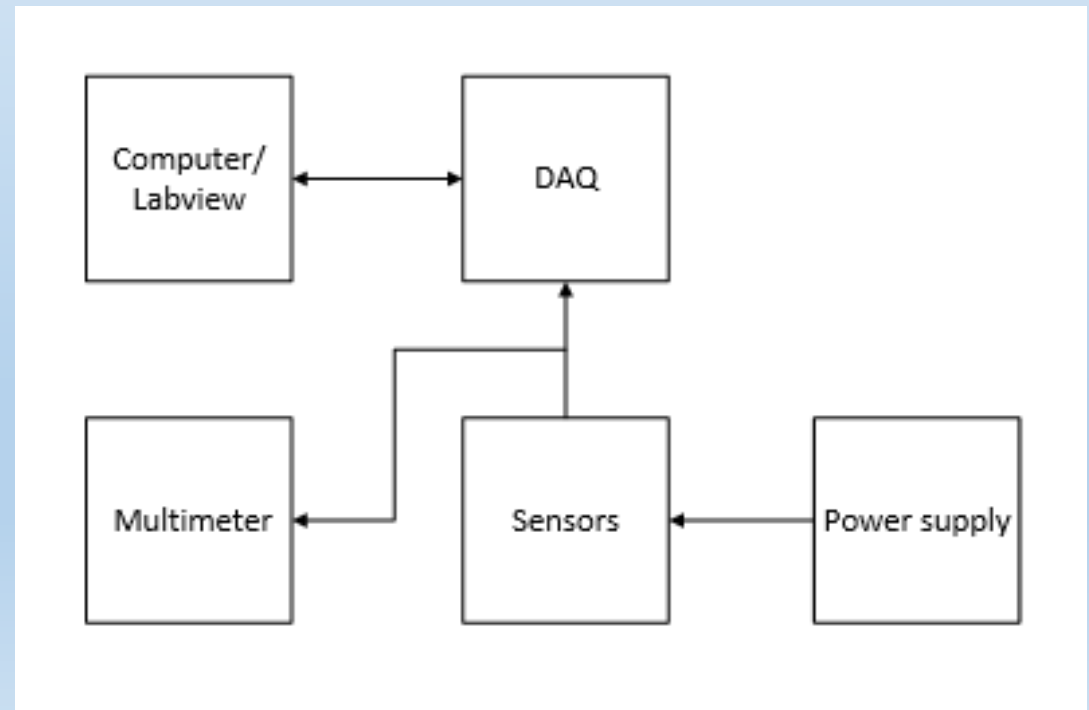 Computer/
Labview
DAQ
Multimeter
Sensors
Power supply